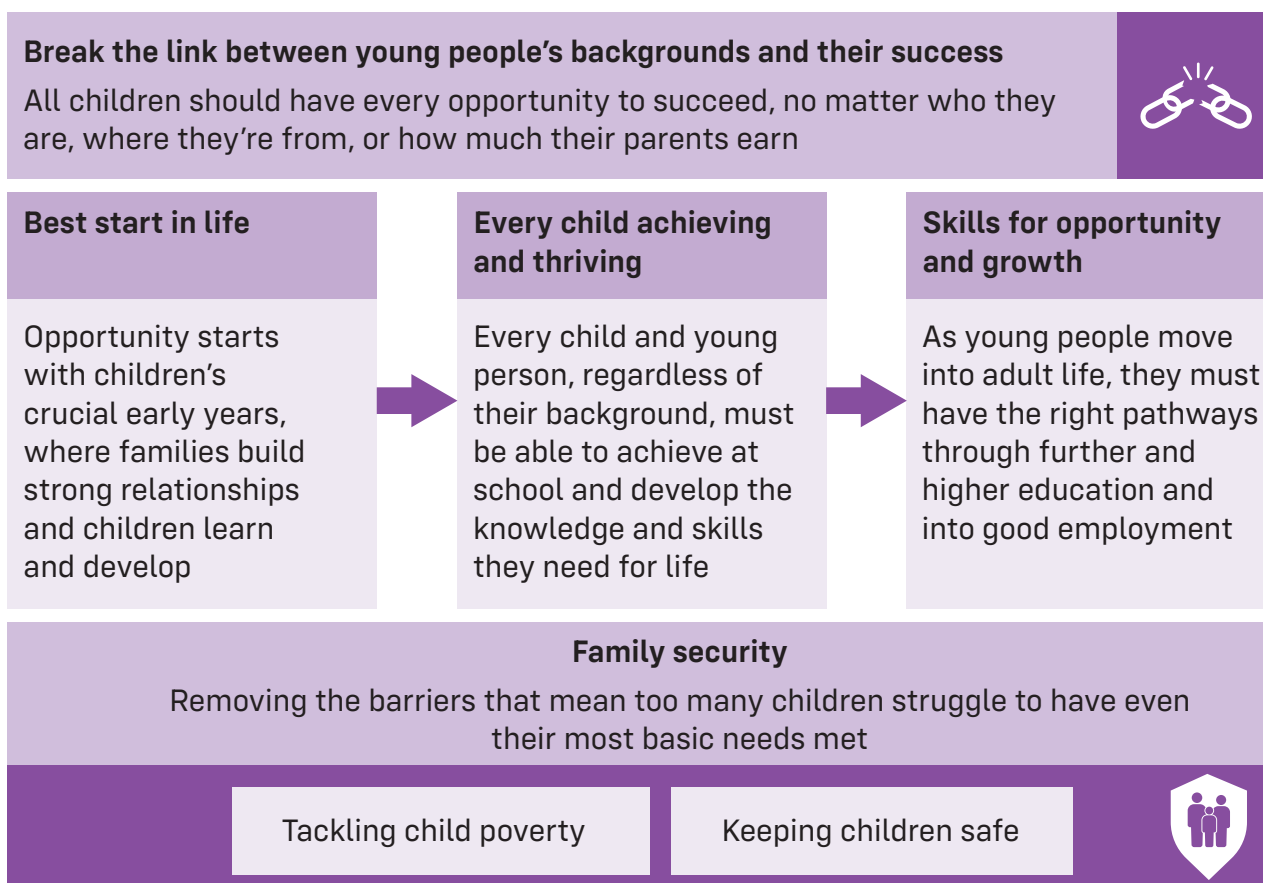 Break the link between young people’s backgrounds and their success
All children should have every opportunity to succeed, no matter who they
are, where they’re from, or how much their parents earn
Best start in life
Opportunity starts
with children’s
crucial early years,
where families build
strong relationships
and children learn
and develop
Every child achieving
and thriving
Every child and young
person, regardless of
their background, must
be able to achieve at
school and develop the
knowledge and skills
they need for life
Skills for opportunity
and growth
As young people move
into adult life, they must
have the right pathways
through further and
higher education and
into good employment
Family security
Removing the barriers that mean too many children struggle to have even
their most basic needs met
Tackling child poverty
Keeping children safe